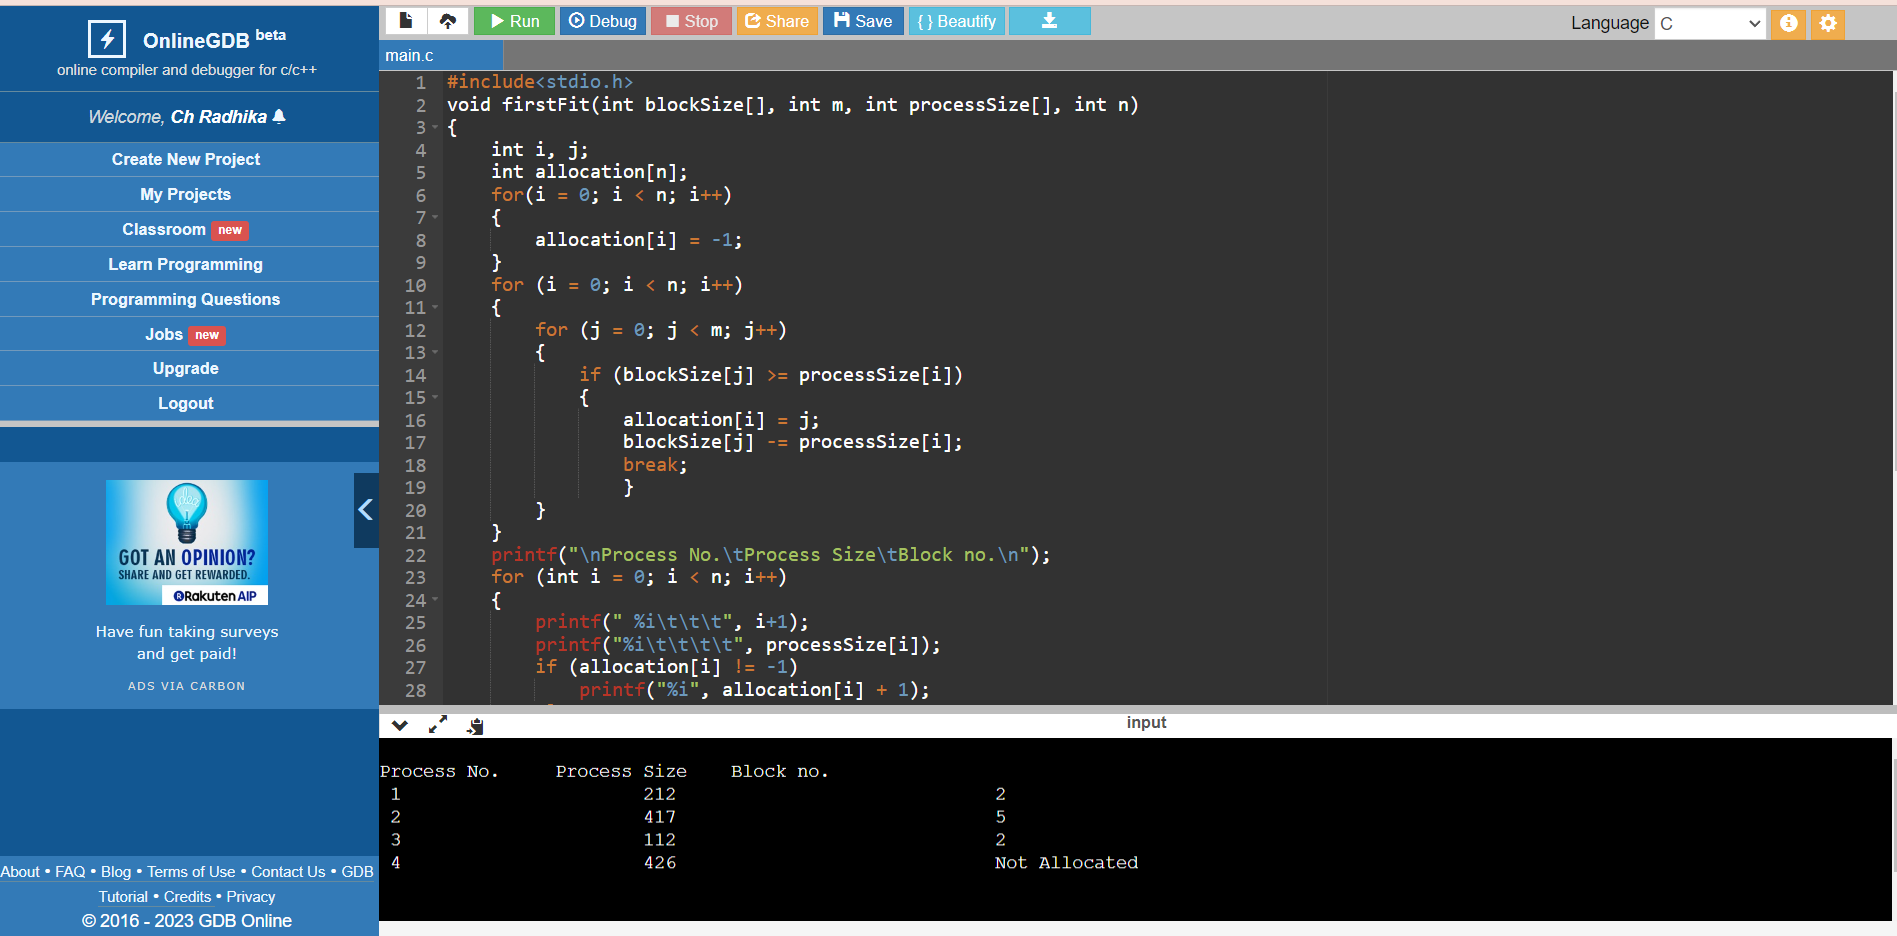 OnlineGDB beta
online compiler and debugger for c/c++
Welcome, Ch Radhika
Create New Project
My Projects
Classroom new
Learn Programming
Programming Questions
Jobs new
Upgrade
Logout
GOT AN OPINION?
SHARE AND GET REWARDED.
Rakuten AIP
Have fun taking surveys
and get paid!
ADS VIA CARBON
About • FAQ • Blog • Terms of Use • Contact Us • GDB
Tutorial • Credits • Privacy
© 2016 - 2023 GDB Online
Run Debug Stop Share Save { } Beautify Language C
main.c
1 #include<stdio.h>
2 void firstFit(int blockSize[], int m, int processSize[], int n)
3 {
4     int i, j;
5     int allocation[n];
6     for(i = 0; i < n; i++)
7     {
8         allocation[i] = -1;
9     }
10     for (i = 0; i < n; i++)
11     {
12         for (j = 0; j < m; j++)
13         {
14             if (blockSize[j] >= processSize[i])
15             {
16                 allocation[i] = j;
17                 blockSize[j] -= processSize[i];
18                 break;
19                 }
20         }
21     }
22     printf("\nProcess No.\tProcess Size\tBlock no.\n");
23     for (int i = 0; i < n; i++)
24     {
25         printf(" %i\t\t\t", i+1);
26         printf("%i\t\t\t\t", processSize[i]);
27         if (allocation[i] != -1)
28             printf("%i", allocation[i] + 1);
input
Process No. Process Size Block no.
1 212 2
2 417 5
3 112 2
4 426 Not Allocated